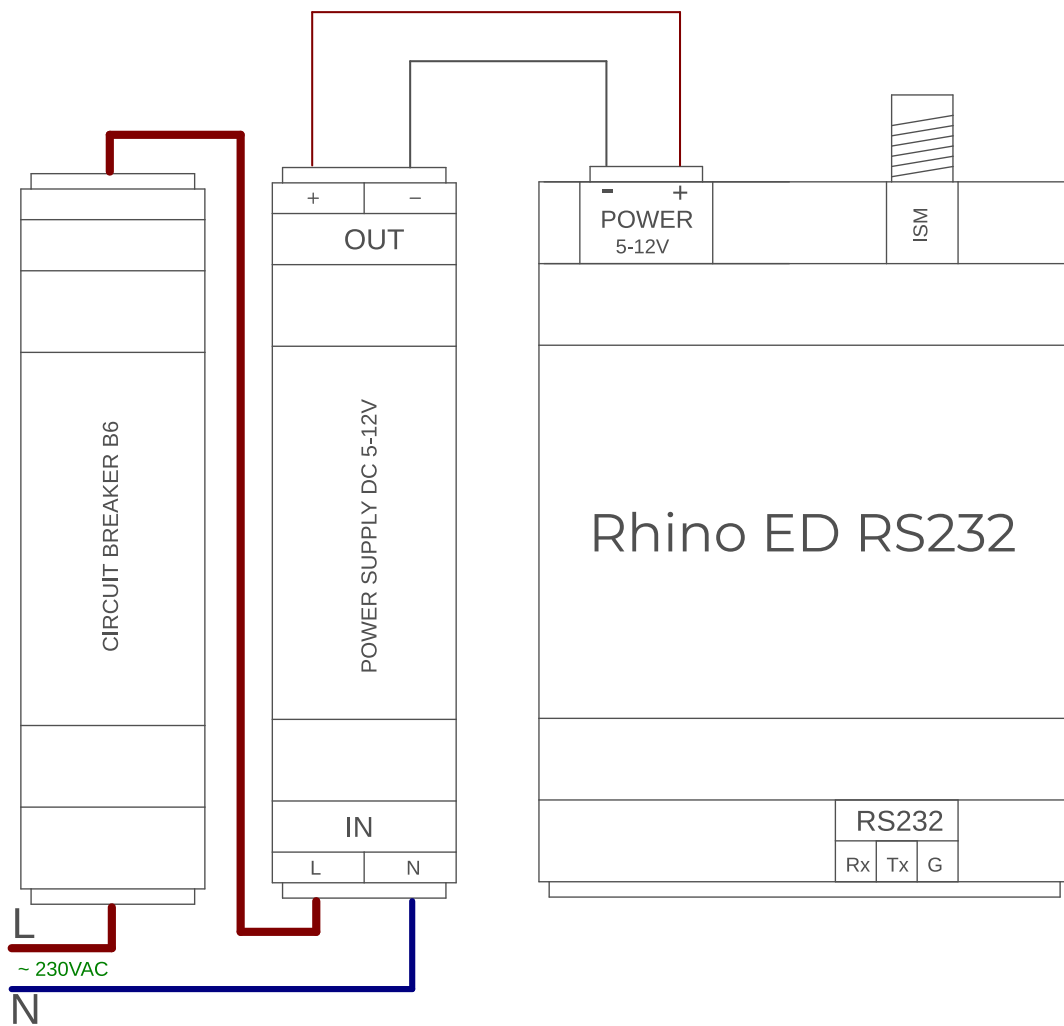 + −
OUT
- +
POWER
5-12V
ISM
CIRCUIT BREAKER B6
POWER SUPPLY DC 5-12V
Rhino ED RS232
IN
L N
RS232
Rx Tx G
L
~ 230VAC
N